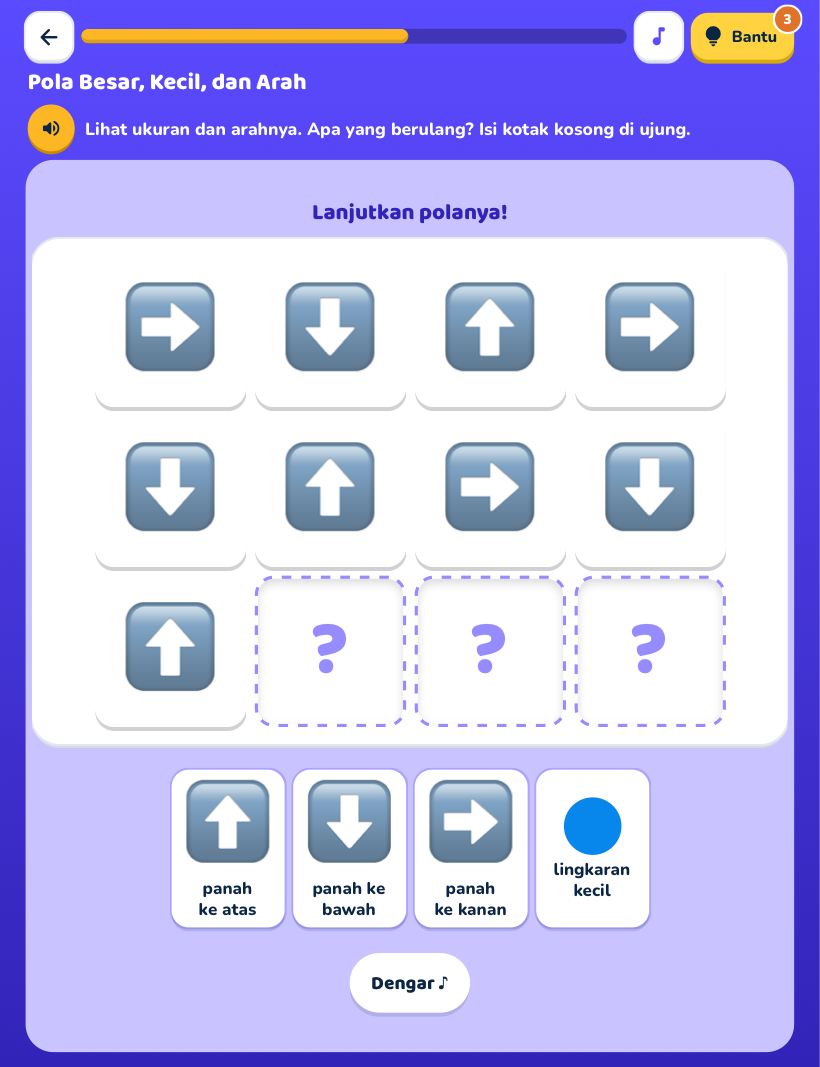 3
Bantu
Pola Besar, Kecil, dan Arah
Lihat ukuran dan arahnya. Apa yang berulang? Isi kotak kosong di ujung.
Lanjutkan polanya!
? ? ?
panah
ke atas
panah ke
bawah
panah
ke kanan
lingkaran
kecil
Dengar ♪